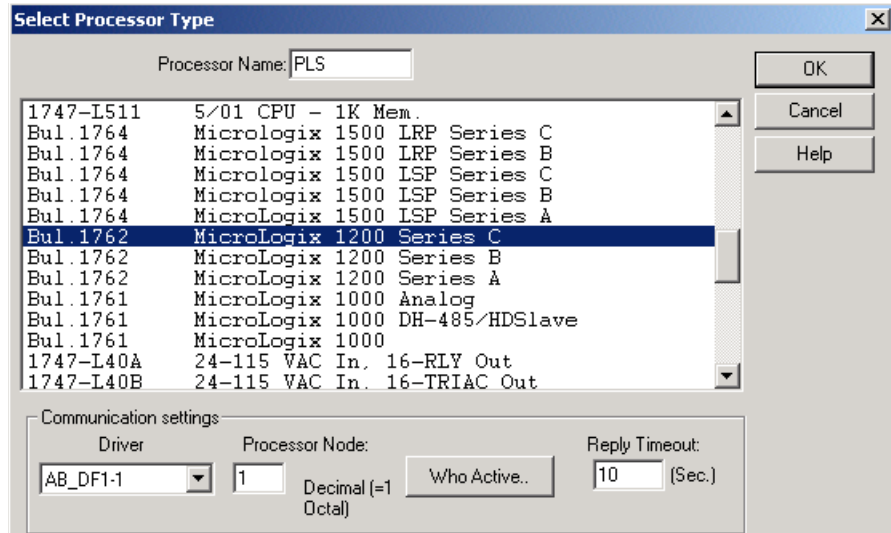 Select Processor Type
Processor Name: PLS
OK
Cancel
Help
1747-L511 5/01 CPU - 1K Mem.
Bul.1764 Micrologix 1500 LRP Series C
Bul.1764 Micrologix 1500 LRP Series B
Bul.1764 Micrologix 1500 LSP Series C
Bul.1764 Micrologix 1500 LSP Series B
Bul.1764 Micrologix 1500 LSP Series A
Bul.1762 MicroLogix 1200 Series C
Bul.1762 MicroLogix 1200 Series B
Bul.1762 MicroLogix 1200 Series A
Bul.1761 MicroLogix 1000 Analog
Bul.1761 MicroLogix 1000 DH-485/HDSlave
Bul.1761 MicroLogix 1000
1747-L40A 24-115 VAC In, 16-RLY Out
1747-L40B 24-115 VAC In, 16-TRIAC Out
Communication settings
Driver Processor Node: Reply Timeout:
AB_DF1-1 1 Decimal (=1 Octal) Who Active.. 10 (Sec.)